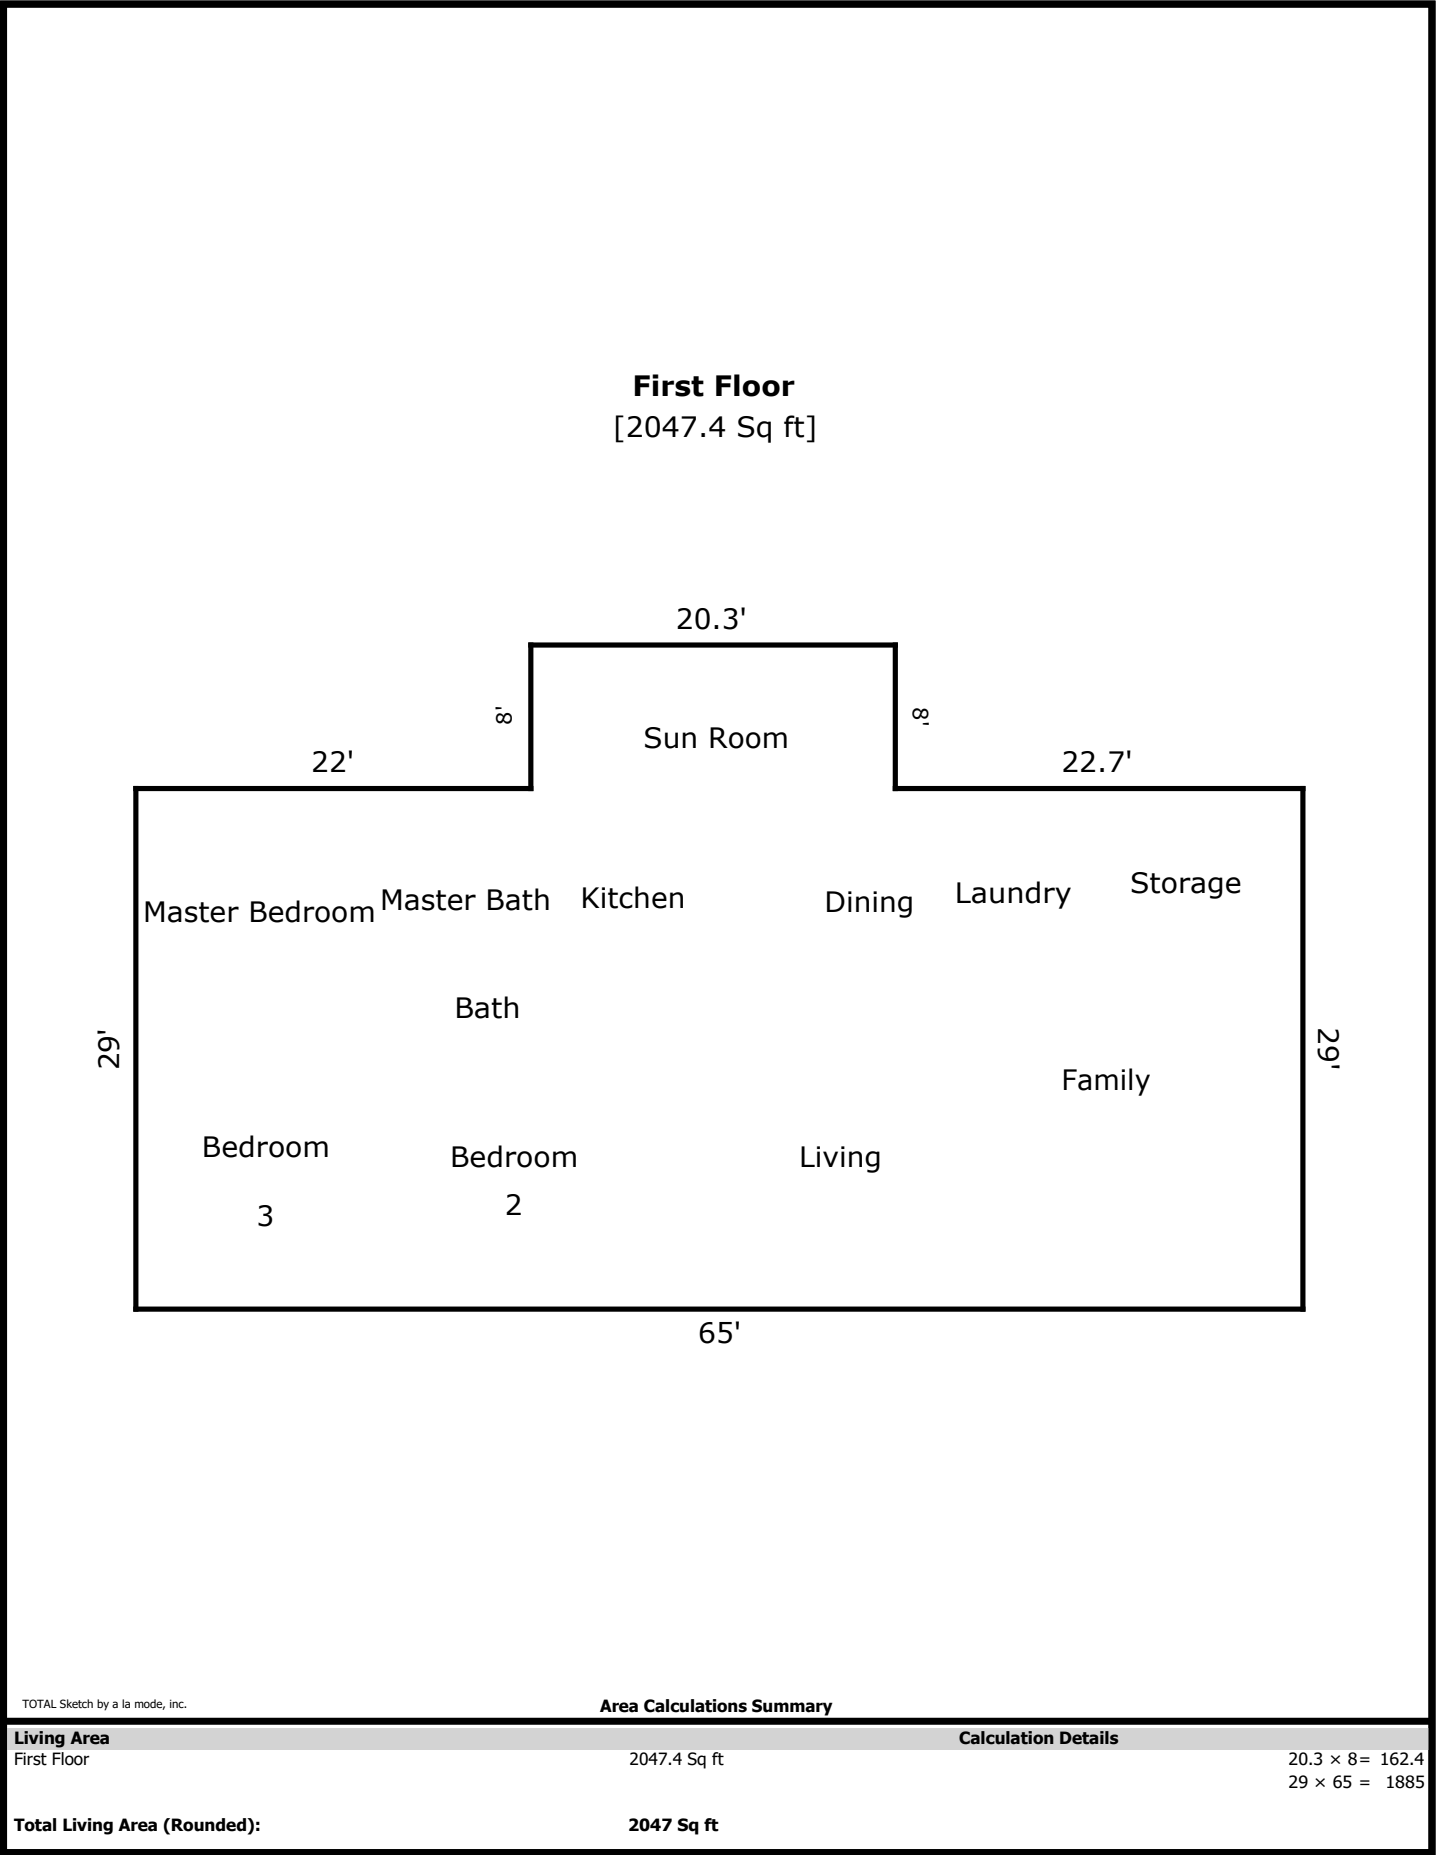 First Floor
[2047.4 Sq ft]
20.3'
8'
8'
Sun Room
22'
22.7'
Master Bedroom
Master Bath
Kitchen
Dining
Laundry
Storage
Bath
29'
29'
Family
Bedroom
3
Bedroom
2
Living
65'
TOTAL Sketch by a la mode, inc.
Area Calculations Summary
Living Area
Calculation Details
First Floor
2047.4 Sq ft
20.3 × 8= 162.4
29 × 65 = 1885
Total Living Area (Rounded):
2047 Sq ft